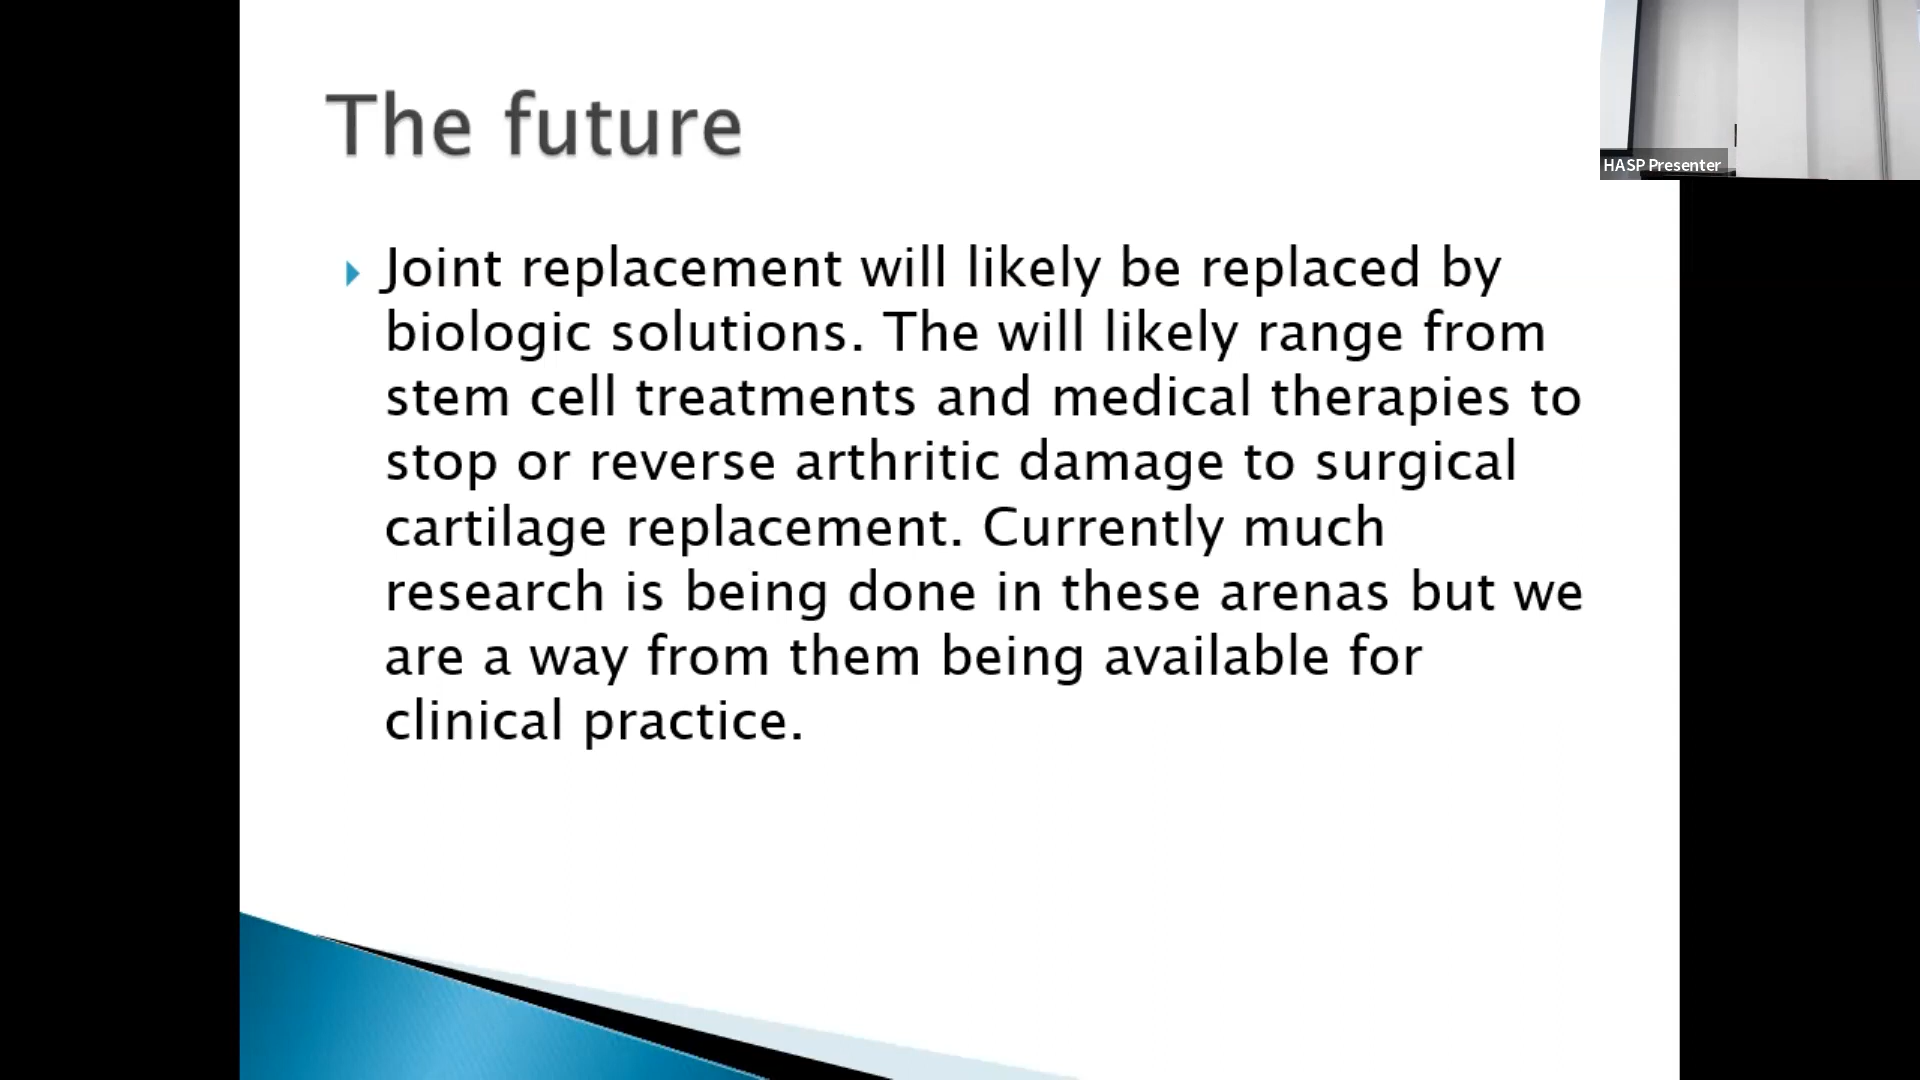 The future
Joint replacement will likely be replaced by
biologic solutions. The will likely range from
stem cell treatments and medical therapies to
stop or reverse arthritic damage to surgical
cartilage replacement. Currently much
research is being done in these arenas but we
are a way from them being available for
clinical practice.
HASP Presenter